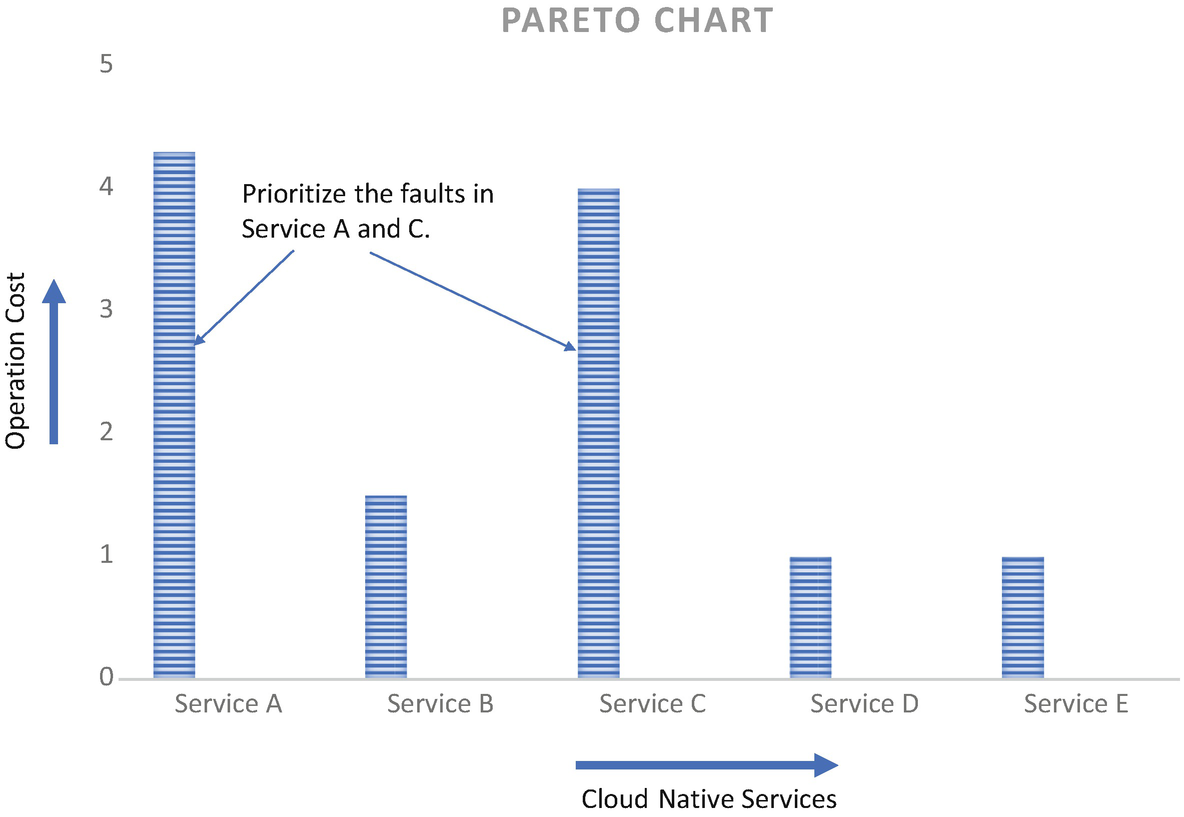 PARETO CHART
5
4
3
2
1
0
Operation Cost
Prioritize the faults in
Service A and C.
Service A
Service B
Service C
Service D
Service E
Cloud Native Services